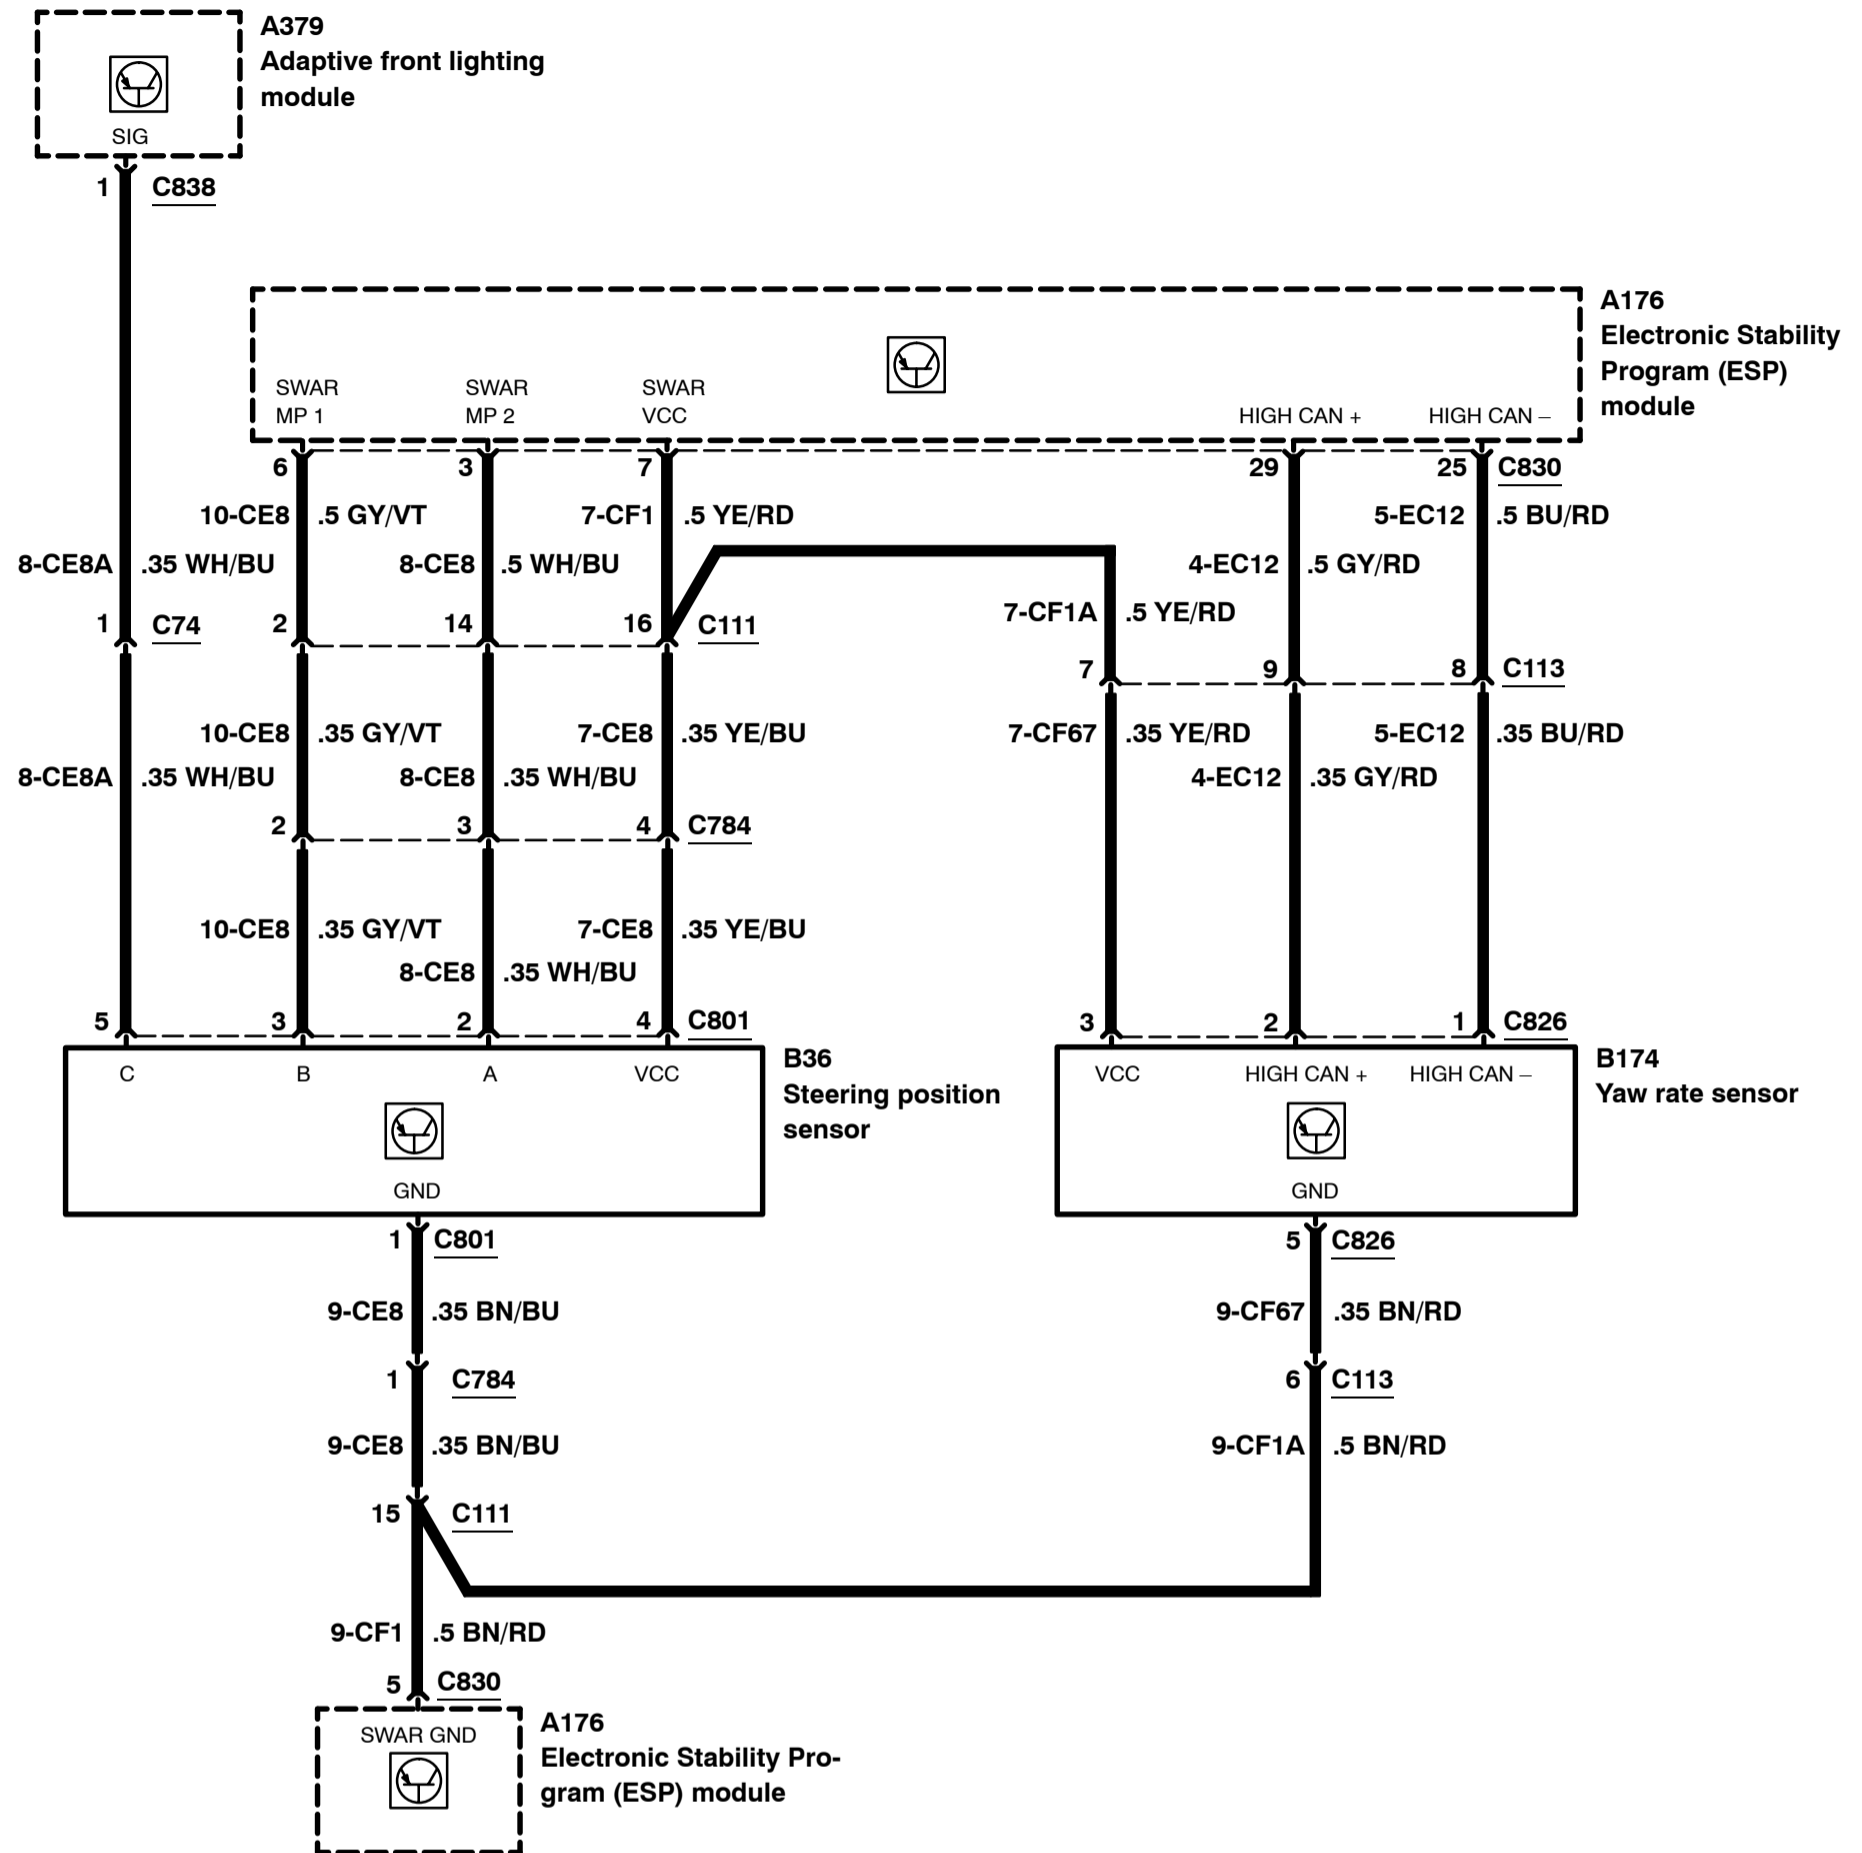 A379
Adaptive front lighting
module
SIG
1 C838
A176
Electronic Stability
Program (ESP)
module
SWAR SWAR SWAR
MP 1 MP 2 VCC HIGH CAN + HIGH CAN –
6 3 7 29 25 C830
10-CE8 .5 GY/VT 7-CF1 .5 YE/RD 5-EC12 .5 BU/RD
8-CE8A .35 WH/BU 8-CE8 .5 WH/BU 4-EC12 .5 GY/RD
7-CF1A .5 YE/RD
1 C74 2 14 16 C111
7 9 8 C113
10-CE8 .35 GY/VT 7-CE8 .35 YE/BU 7-CF67 .35 YE/RD 5-EC12 .35 BU/RD
8-CE8A .35 WH/BU 8-CE8 .35 WH/BU 4-EC12 .35 GY/RD
2 3 4 C784
10-CE8 .35 GY/VT 7-CE8 .35 YE/BU
8-CE8 .35 WH/BU
5 3 2 4 C801 3 2 1 C826
C B A VCC
B36
Steering position
sensor
GND
VCC HIGH CAN + HIGH CAN –
B174
Yaw rate sensor
GND
1 C801 5 C826
9-CE8 .35 BN/BU 9-CF67 .35 BN/RD
1 C784 6 C113
9-CE8 .35 BN/BU 9-CF1A .5 BN/RD
15 C111
9-CF1 .5 BN/RD
5 C830
SWAR GND
A176
Electronic Stability Pro-
gram (ESP) module